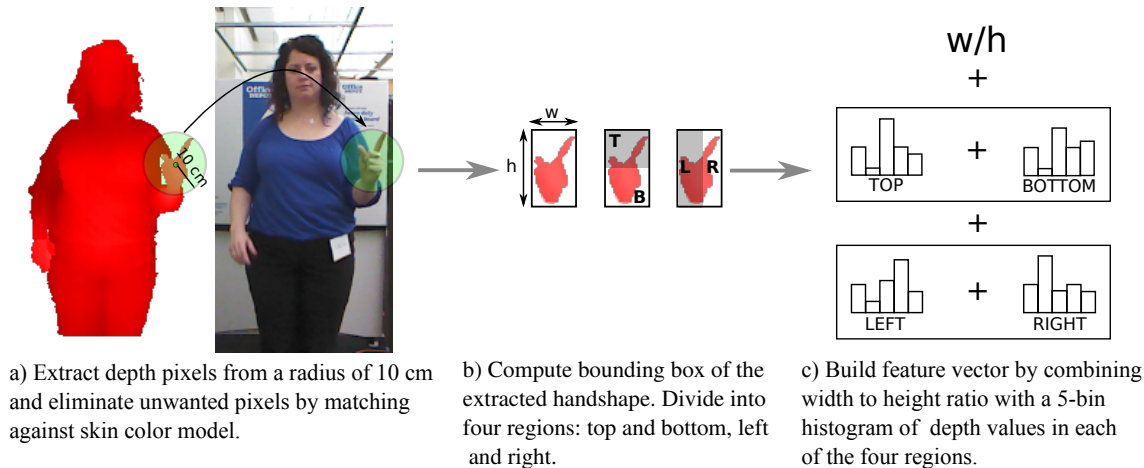 10 cm
Office
DEPOT
Office
w
h
T
B
L
R
w/h
+
+
TOP
BOTTOM
+
+
LEFT
RIGHT
a) Extract depth pixels from a radius of 10 cm
and eliminate unwanted pixels by matching
against skin color model.
b) Compute bounding box of the
extracted handshape. Divide into
four regions: top and bottom, left
and right.
c) Build feature vector by combining
width to height ratio with a 5-bin
histogram of depth values in each
of the four regions.